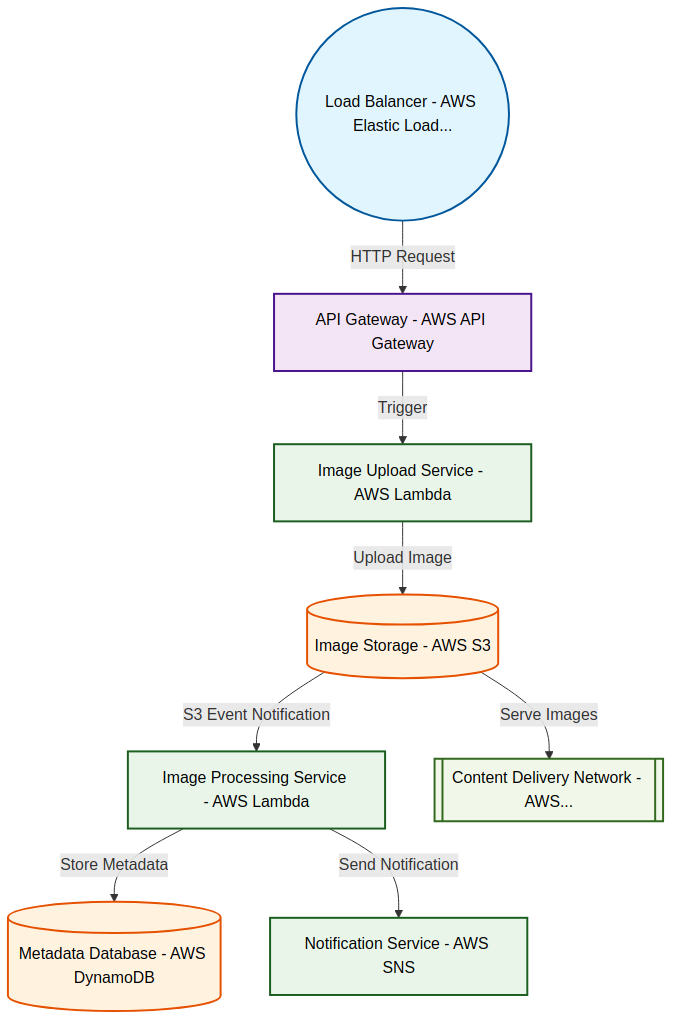 Load Balancer - AWS
Elastic Load...
HTTP Request
API Gateway - AWS API
Gateway
Trigger
Image Upload Service -
AWS Lambda
Upload Image
Image Storage - AWS S3
S3 Event Notification
Serve Images
Image Processing Service
- AWS Lambda
Content Delivery Network -
AWS...
Store Metadata
Send Notification
Metadata Database - AWS
DynamoDB
Notification Service - AWS
SNS